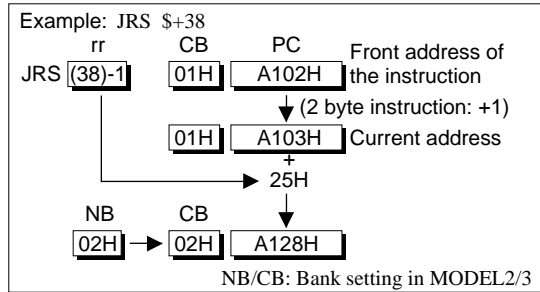 Example: JRS $+38
rr CB PC
JRS (38)-1 01H A102H Front address of
the instruction
(2 byte instruction: +1)
01H A103H Current address
+
25H
NB CB
02H 02H A128H
NB/CB: Bank setting in MODEL2/3